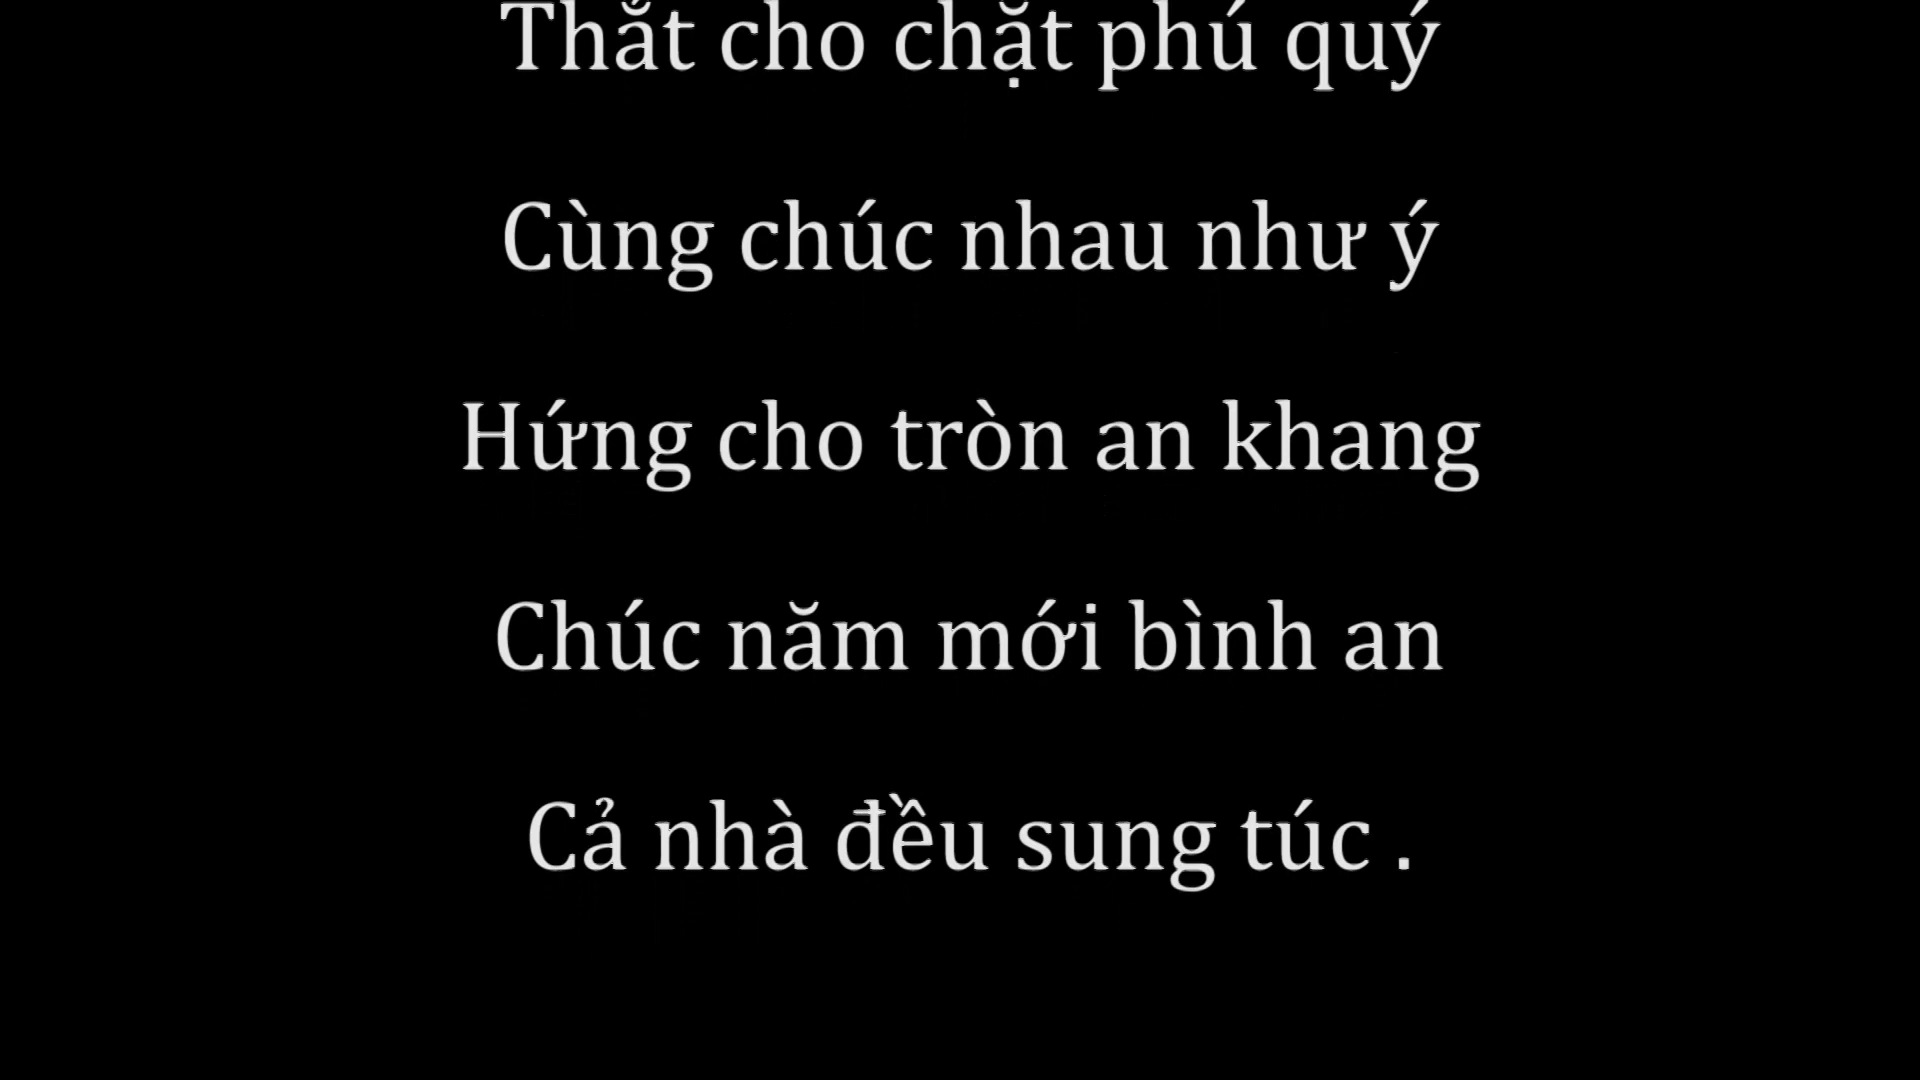 Thắt cho chặt phú quý
Cùng chúc nhau như ý
Hứng cho tròn an khang
Chúc năm mới bình an
Cả nhà đều sung túc .